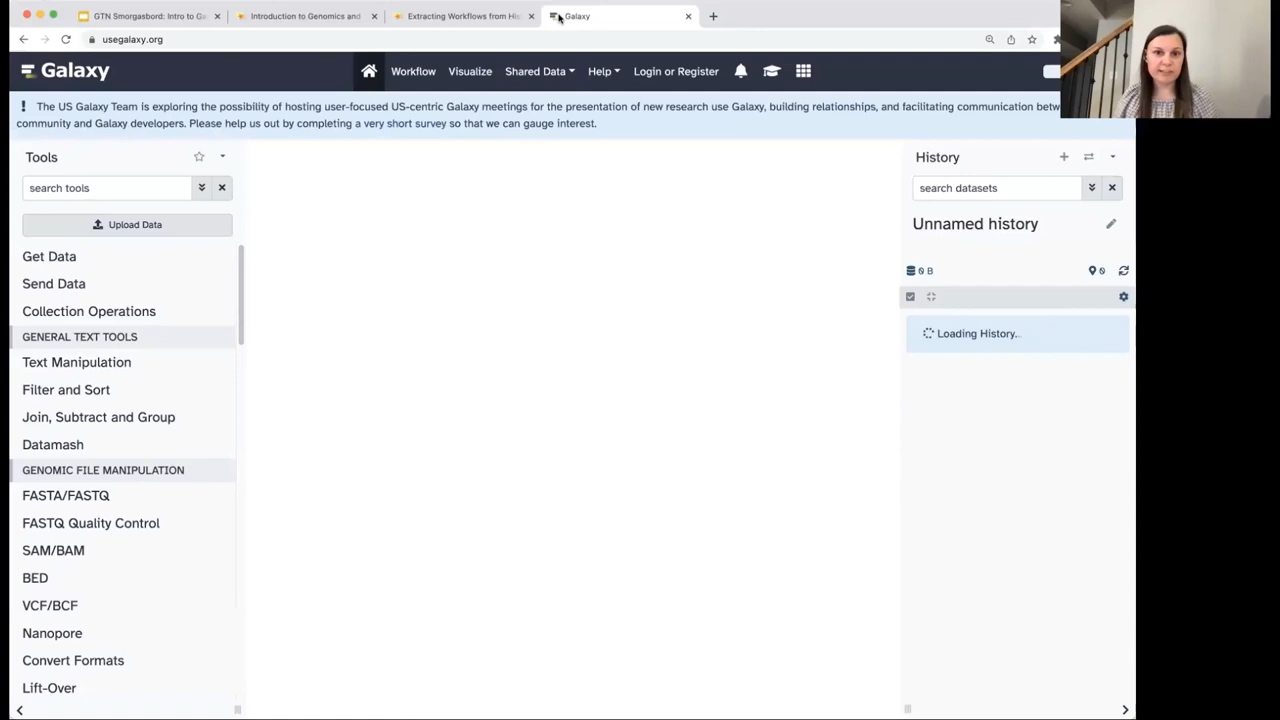 GTN Smorgasbord: Intro to Ga
Introduction to Genomics and
Extracting Workflows from His
Galaxy
usegalaxy.org
Galaxy
Workflow
Visualize
Shared Data
Help
Login or Register
! The US Galaxy Team is exploring the possibility of hosting user-focused US-centric Galaxy meetings for the presentation of new research use Galaxy, building relationships, and facilitating communication betw
community and Galaxy developers. Please help us out by completing a very short survey so that we can gauge interest.
Tools
search tools
Upload Data
Get Data
Send Data
Collection Operations
GENERAL TEXT TOOLS
Text Manipulation
Filter and Sort
Join, Subtract and Group
Datamash
GENOMIC FILE MANIPULATION
FASTA/FASTQ
FASTQ Quality Control
SAM/BAM
BED
VCF/BCF
Nanopore
Convert Formats
Lift-Over
History
search datasets
Unnamed history
0 B
0
Loading History..